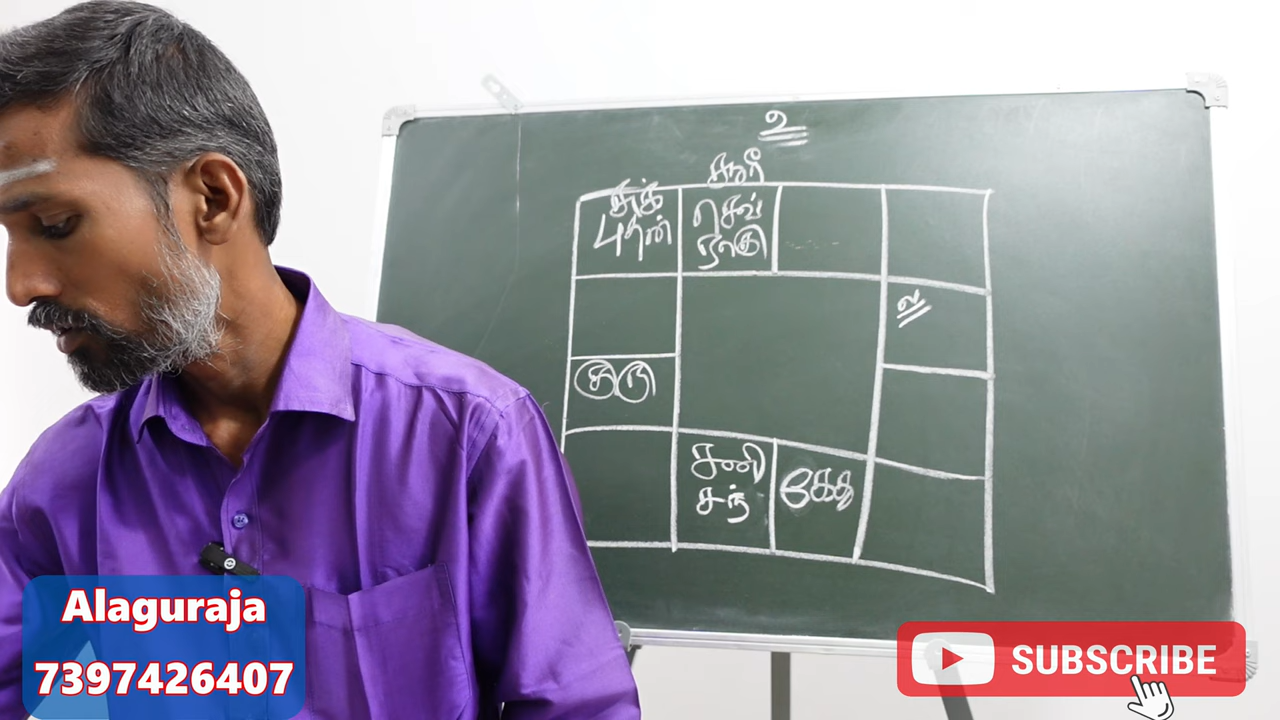 உ
சூரி
சுக்
புதன்
செவ்
ராகு
ல
குரு
சனி
சந்
கேது
Alaguraja
7397426407
SUBSCRIBE